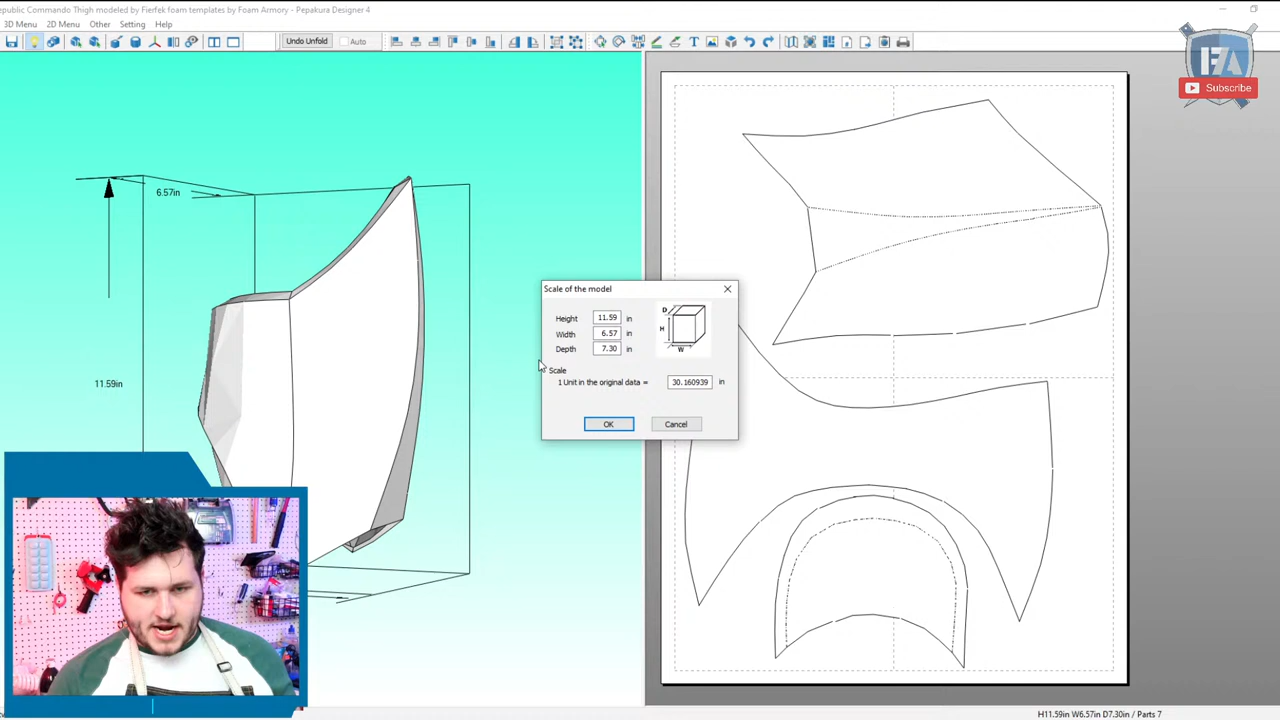 epublic Commando Thigh modeled by Fierfek foam templates by Foam Armory - Pepakura Designer 4
3D Menu 2D Menu Other Setting Help
Undo Unfold Auto
FA
Subscribe
6.57in
11.59in
Scale of the model
Height 11.59 in
Width 6.57 in
Depth 7.30 in
D
H
W
Scale
1 Unit in the original data = 30.160939 in
OK Cancel
H11.59in W6.57in D7.30in / Parts 7